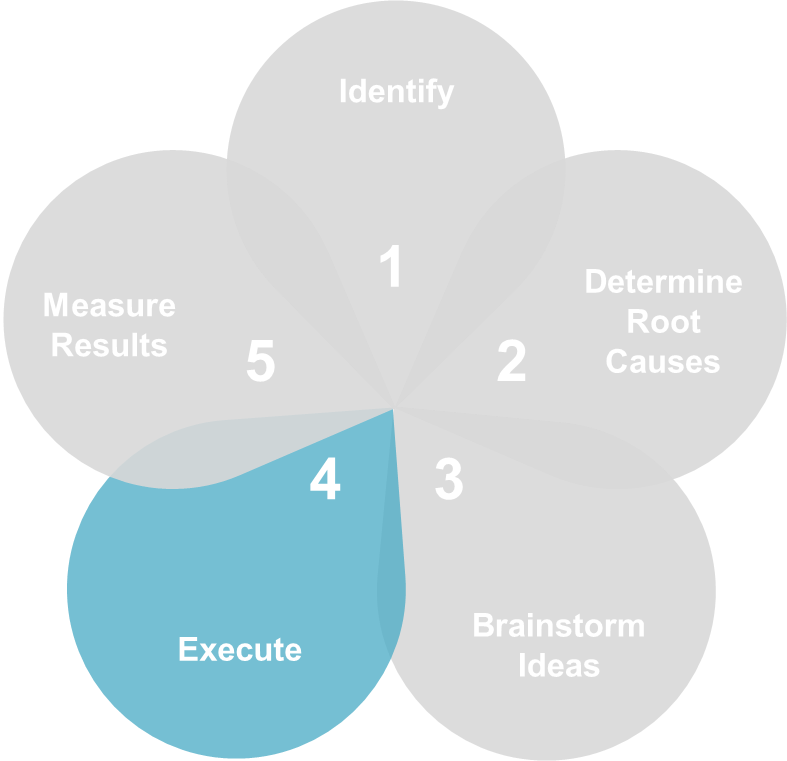 Identify
1
Determine
Root
Causes
2
3
Brainstorm
Ideas
4
Execute
Measure
Results
5